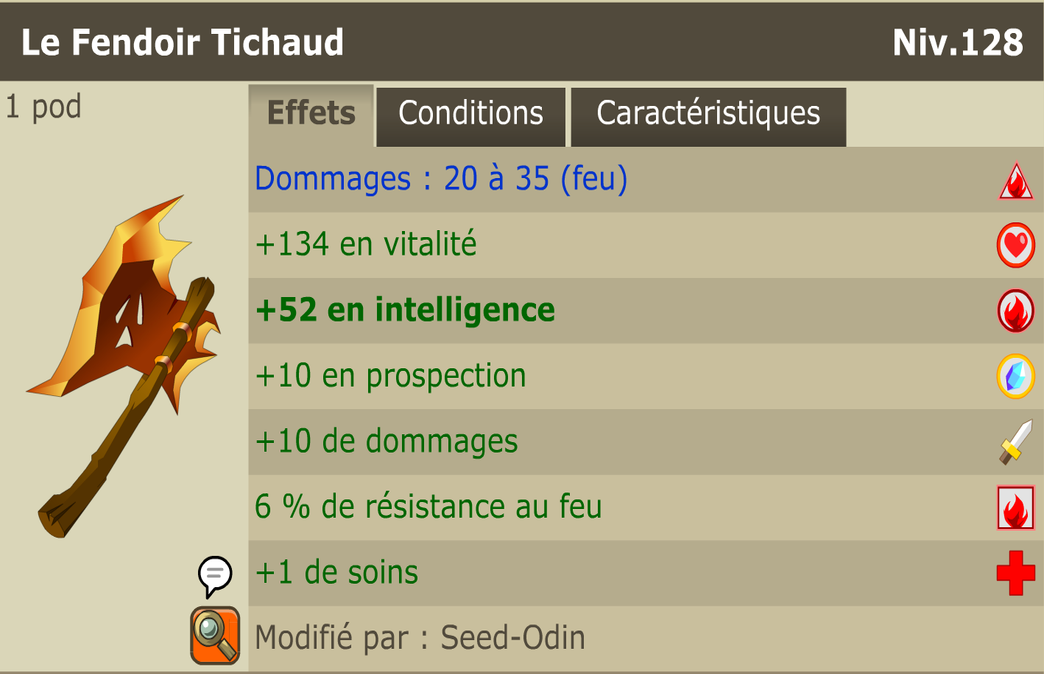 Le Fendoir Tichaud
Niv.128
1 pod
Effets
Conditions
Caractéristiques
Dommages : 20 à 35 (feu)
+134 en vitalité
+52 en intelligence
+10 en prospection
+10 de dommages
6 % de résistance au feu
+1 de soins
Modifié par : Seed-Odin